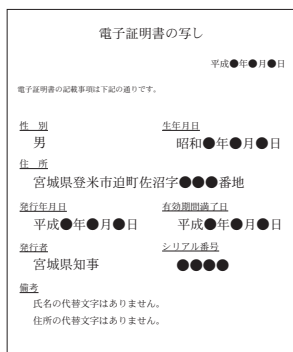 電子証明書の写し
平成●年●月●日
電子証明書の記載事項は下記の通りです。
性 別 生年月日
男 昭和●年●月●日
住 所
宮城県登米市迫町佐沼字●●●番地
発行年月日 有効期間満了日
平成●年●月●日 平成●年●月●日
発行者 シリアル番号
宮城県知事 ●●●●
備考
氏名の代替文字はありません。
住所の代替文字はありません。